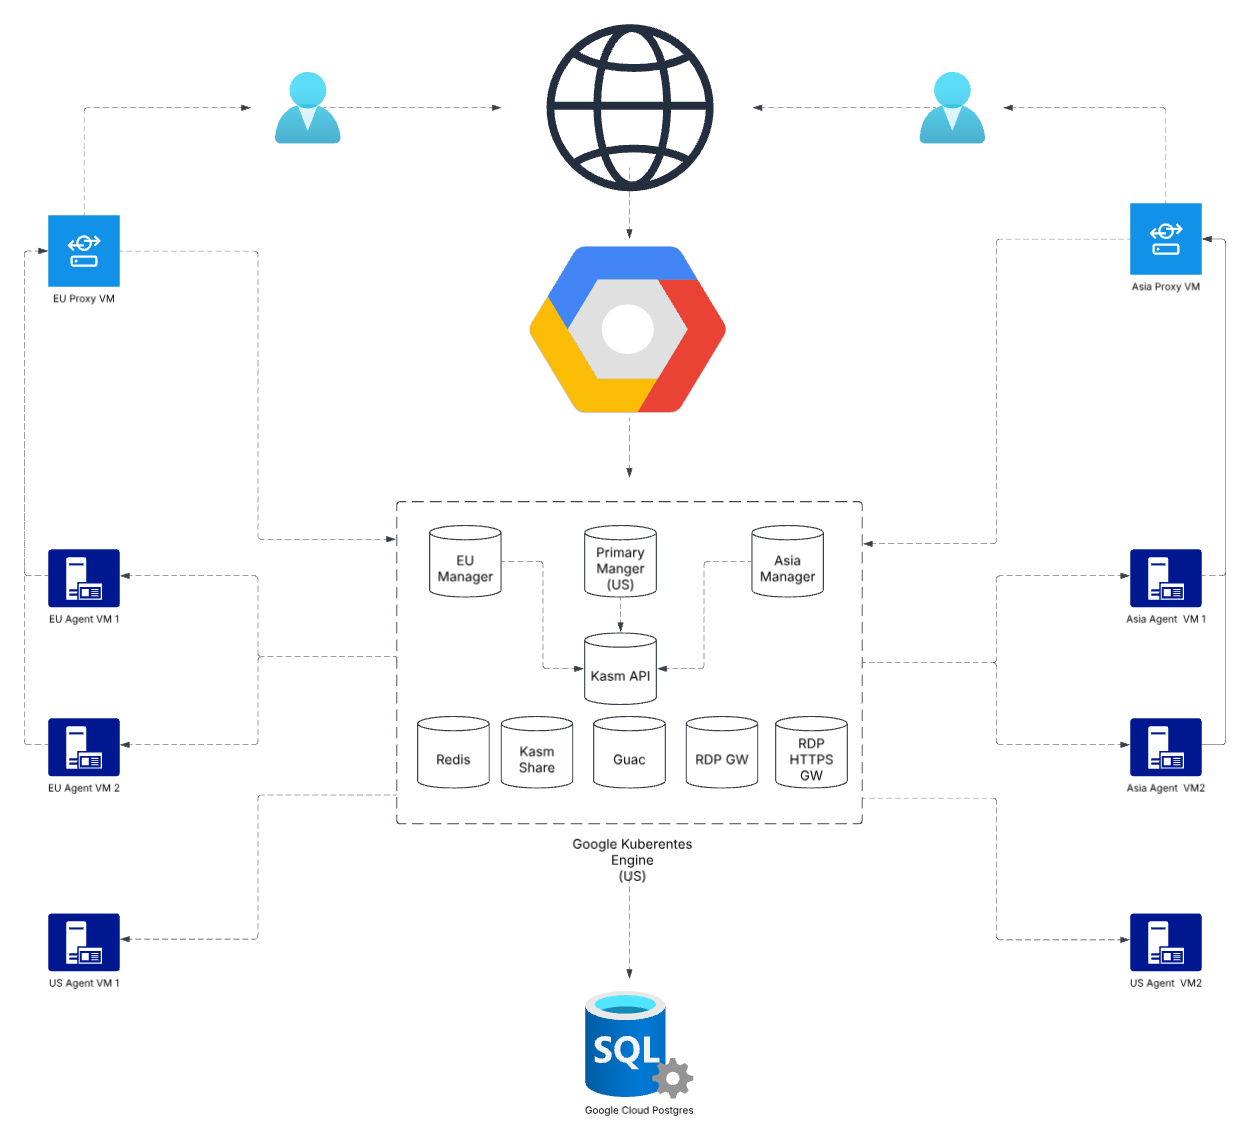 EU Proxy VM
Asia Proxy VM
EU
Manager
Primary
Manger
(US)
Asia
Manager
EU Agent VM 1
Asia Agent VM 1
Kasm API
Redis
Kasm
Share
Guac
RDP GW
RDP
HTTPS
GW
EU Agent VM 2
Asia Agent VM2
Google Kuberentes
Engine
(US)
US Agent VM 1
US Agent VM2
SQL
Google Cloud Postgres